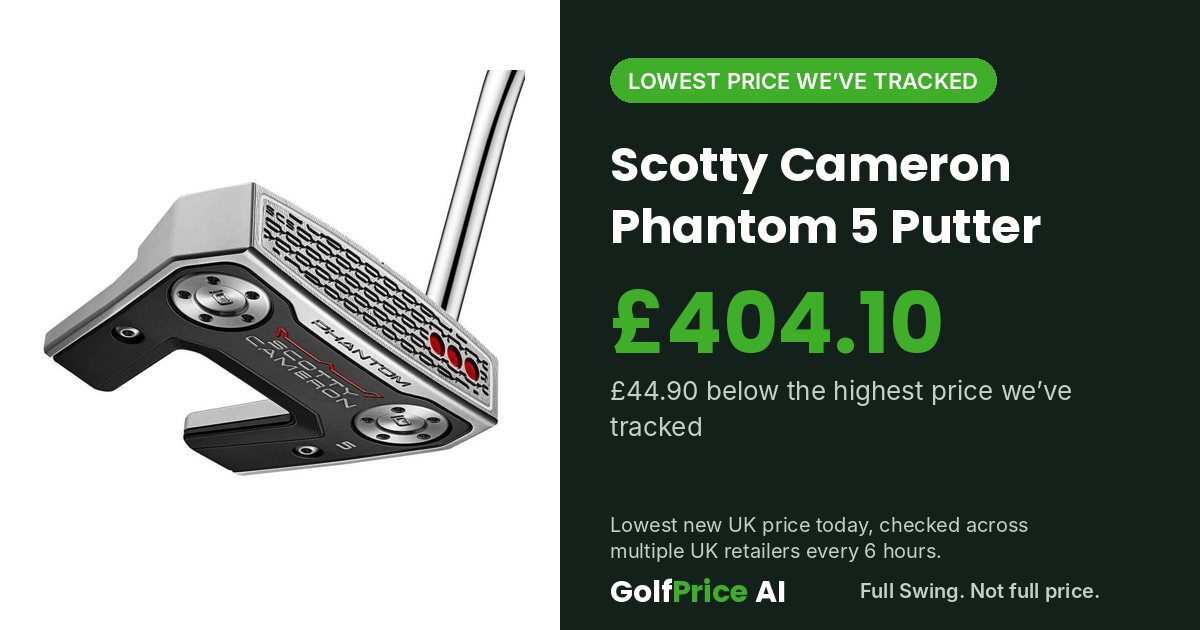 LOWEST PRICE WE’VE TRACKED
Scotty Cameron
Phantom 5 Putter
£404.10
£44.90 below the highest price we’ve
tracked
Lowest new UK price today, checked across
multiple UK retailers every 6 hours.
GolfPrice AI
Full Swing. Not full price.
PHANTOM
SCOTTY
CAMERON
5